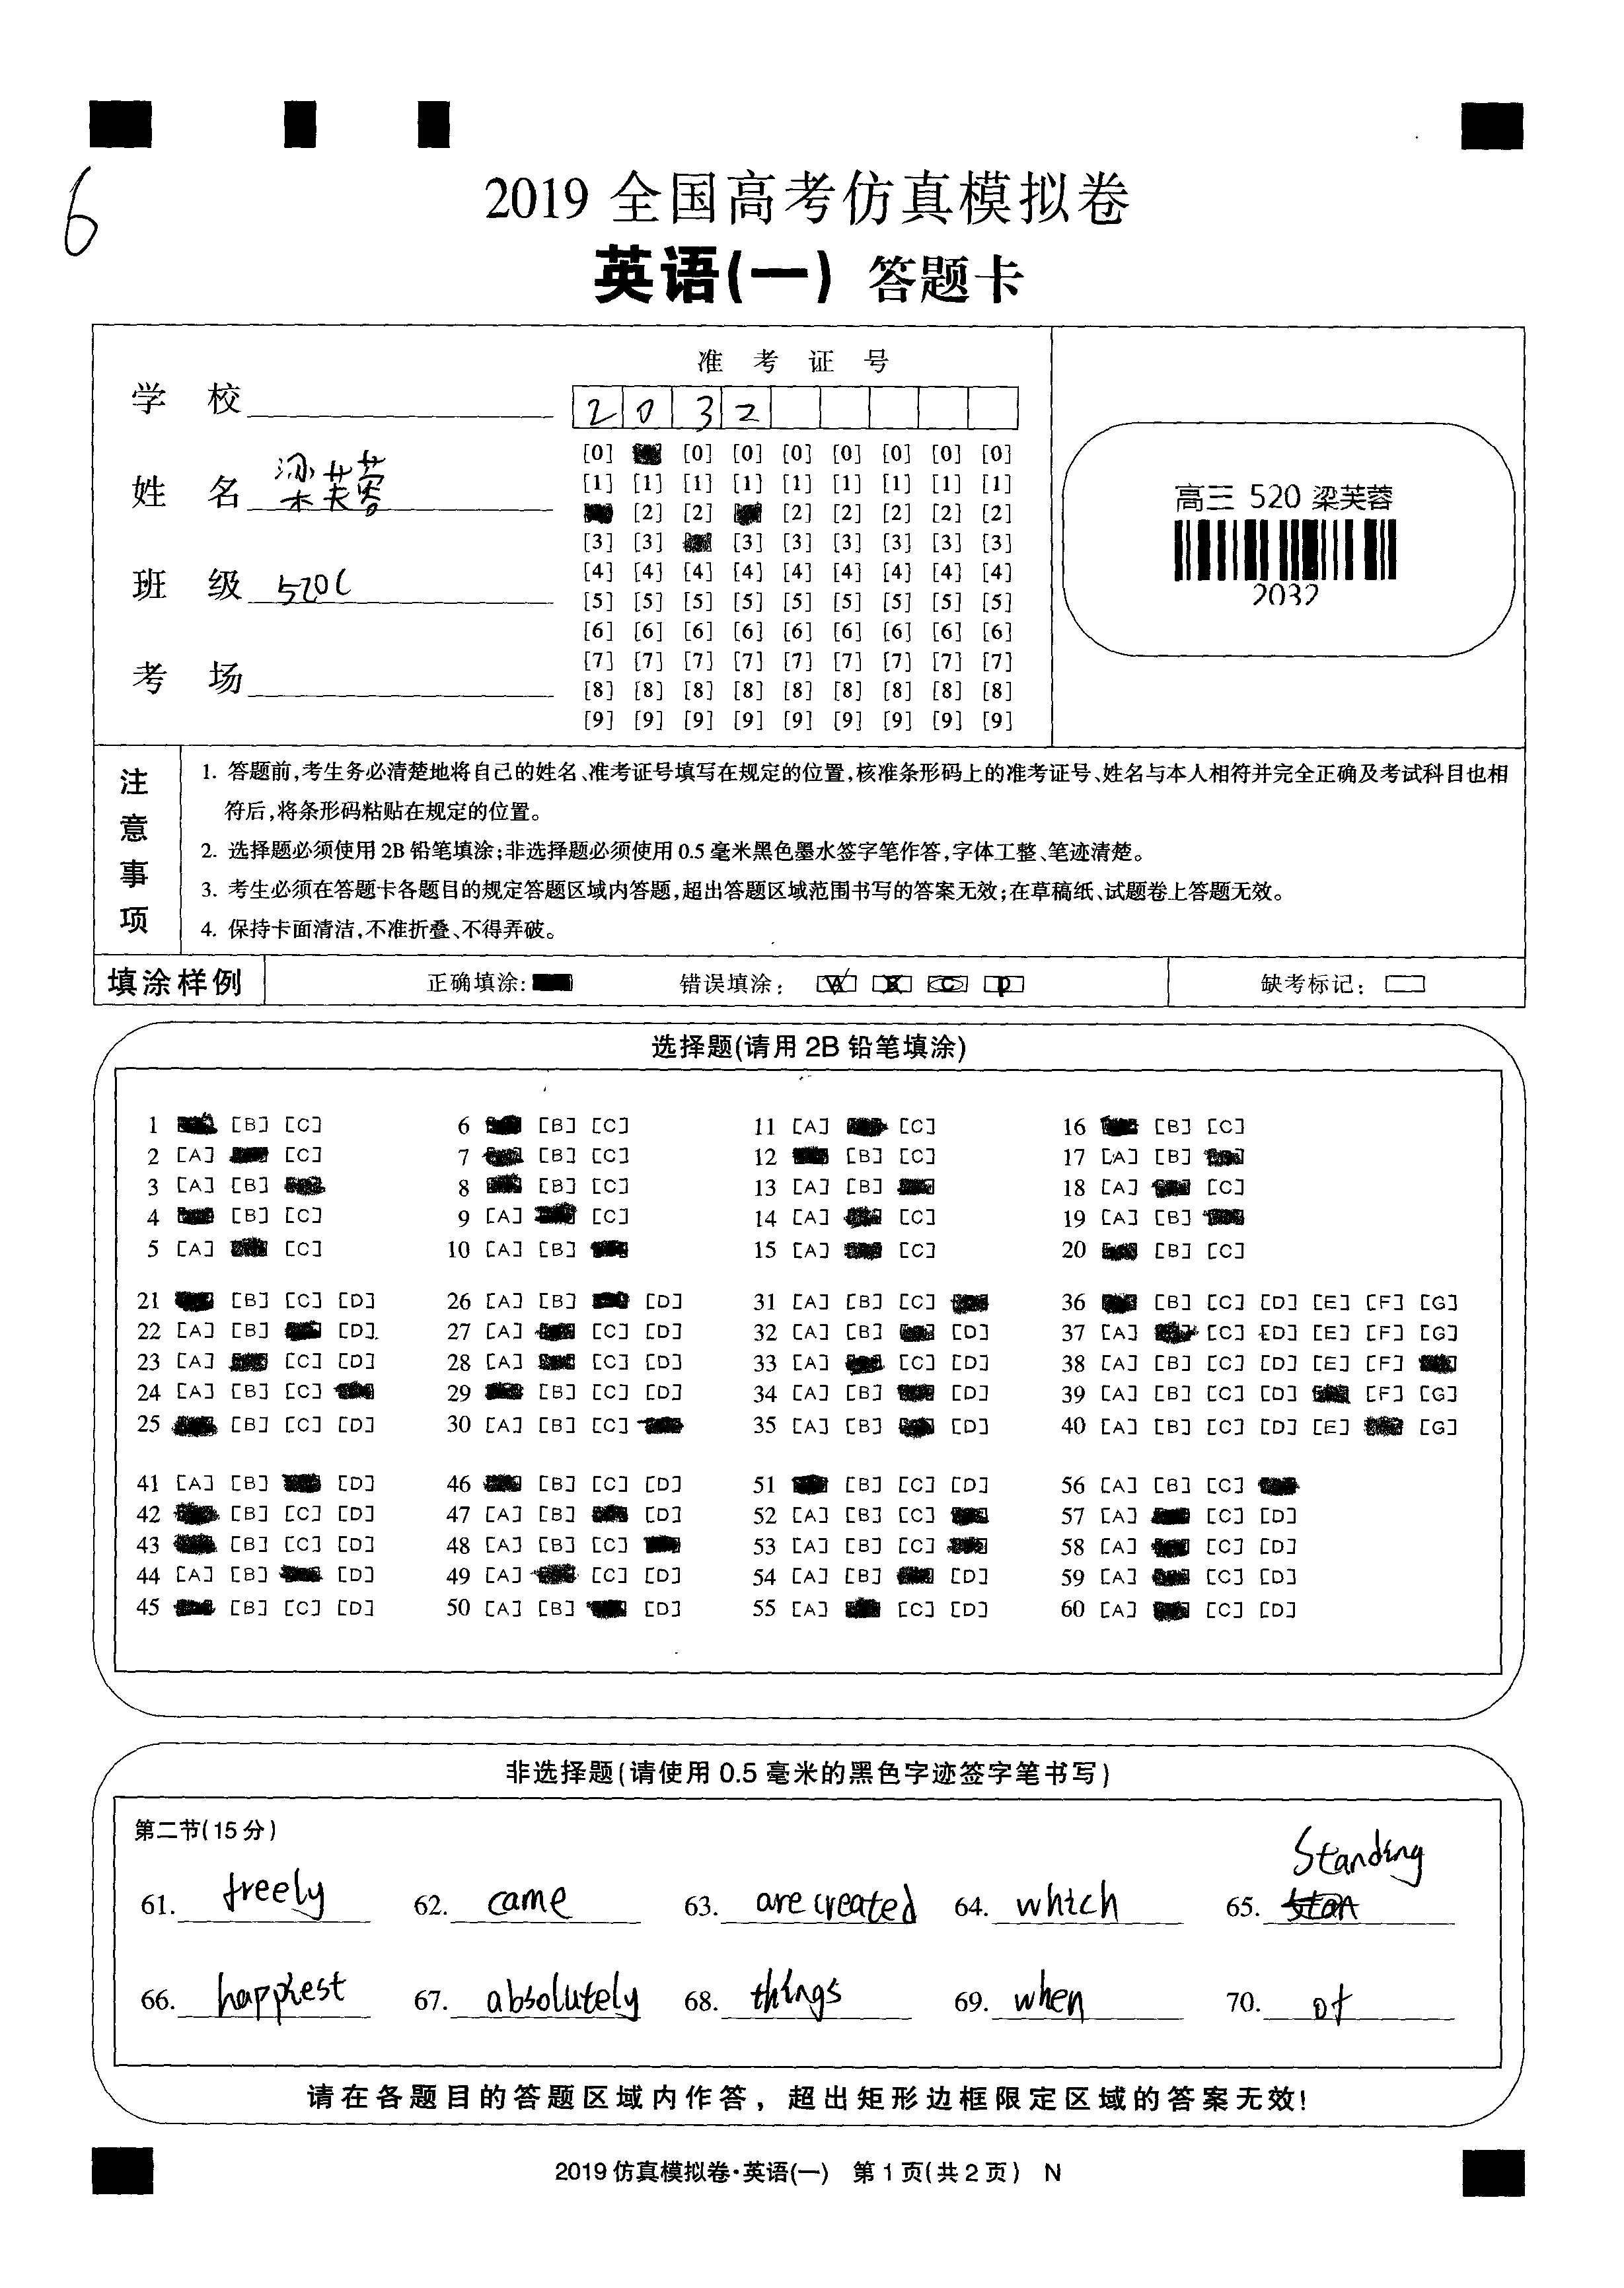 6
2019 全国高考仿真模拟卷
英语(一) 答题卡
准 考 证 号
学 校
2 0 3 2
姓 名 梁芙蓉
班 级 520C
考 场
[0] [0] [0] [0] [0] [0] [0] [0]
[1] [1] [1] [1] [1] [1] [1] [1] [1]
[2] [2] [2] [2] [2] [2] [2]
[3] [3] [3] [3] [3] [3] [3] [3]
[4] [4] [4] [4] [4] [4] [4] [4] [4]
[5] [5] [5] [5] [5] [5] [5] [5] [5]
[6] [6] [6] [6] [6] [6] [6] [6] [6]
[7] [7] [7] [7] [7] [7] [7] [7] [7]
[8] [8] [8] [8] [8] [8] [8] [8] [8]
[9] [9] [9] [9] [9] [9] [9] [9] [9]
高三 520 梁芙蓉
2032
注意事项
1. 答题前,考生务必清楚地将自己的姓名、准考证号填写在规定的位置,核准条形码上的准考证号、姓名与本人相符并完全正确及考试科目也相
符后,将条形码粘贴在规定的位置。
2. 选择题必须使用2B铅笔填涂;非选择题必须使用0.5毫米黑色墨水签字笔作答,字体工整、笔迹清楚。
3. 考生必须在答题卡各题目的规定答题区域内答题,超出答题区域范围书写的答案无效;在草稿纸、试题卷上答题无效。
4. 保持卡面清洁,不准折叠、不得弄破。
填涂样例 正确填涂: 错误填涂: A B C D 缺考标记:
选择题(请用2B铅笔填涂)
1 [B] [C] 6 [B] [C] 11 [A] [C] 16 [B] [C]
2 [A] [C] 7 [B] [C] 12 [B] [C] 17 [A] [B]
3 [A] [B] 8 [B] [C] 13 [A] [B] 18 [A] [C]
4 [B] [C] 9 [A] [C] 14 [A] [C] 19 [A] [B]
5 [A] [C] 10 [A] [B] 15 [A] [C] 20 [B] [C]
21 [B] [C] [D] 26 [A] [B] [D] 31 [A] [B] [C] 36 [B] [C] [D] [E] [F] [G]
22 [A] [B] [D] 27 [A] [C] [D] 32 [A] [B] [D] 37 [A] [C] [D] [E] [F] [G]
23 [A] [C] [D] 28 [A] [C] [D] 33 [A] [C] [D] 38 [A] [B] [C] [D] [E] [F]
24 [A] [B] [C] 29 [B] [C] [D] 34 [A] [B] [D] 39 [A] [B] [C] [D] [F] [G]
25 [B] [C] [D] 30 [A] [B] [C] 35 [A] [B] [D] 40 [A] [B] [C] [D] [E] [G]
41 [A] [B] [D] 46 [B] [C] [D] 51 [B] [C] [D] 56 [A] [B] [C]
42 [B] [C] [D] 47 [A] [B] [D] 52 [A] [B] [C] 57 [A] [C] [D]
43 [B] [C] [D] 48 [A] [B] [C] 53 [A] [B] [C] 58 [A] [C] [D]
44 [A] [B] [D] 49 [A] [C] [D] 54 [A] [B] [D] 59 [A] [C] [D]
45 [B] [C] [D] 50 [A] [B] [D] 55 [A] [C] [D] 60 [A] [C] [D]
非选择题(请使用0.5毫米的黑色字迹签字笔书写)
第二节(15分)
61. freely 62. came 63. are created 64. which 65. Standing
66. happiest 67. absolutely 68. things 69. when 70. of
请在各题目的答题区域内作答, 超出矩形边框限定区域的答案无效!
2019仿真模拟卷·英语(一) 第1页(共2页) N